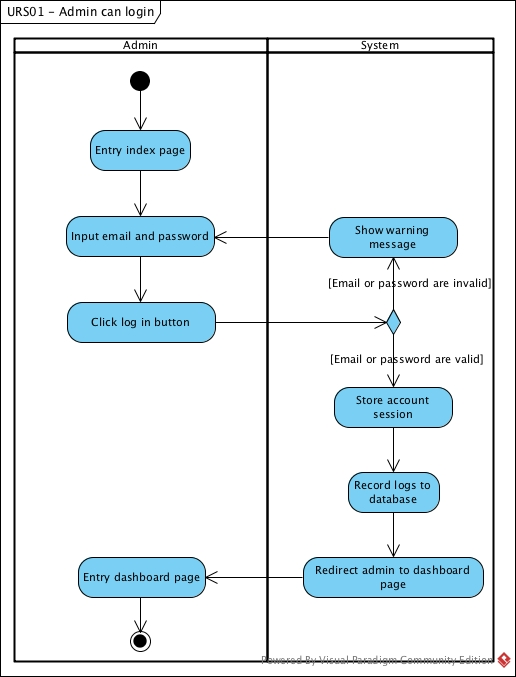 URS01 - Admin can login
Admin
System
Entry index page
Input email and password
Show warning
message
[Email or password are invalid]
Click log in button
[Email or password are valid]
Store account
session
Record logs to
database
Entry dashboard page
Redirect admin to dashboard
page
Powered By Visual Paradigm Community Edition